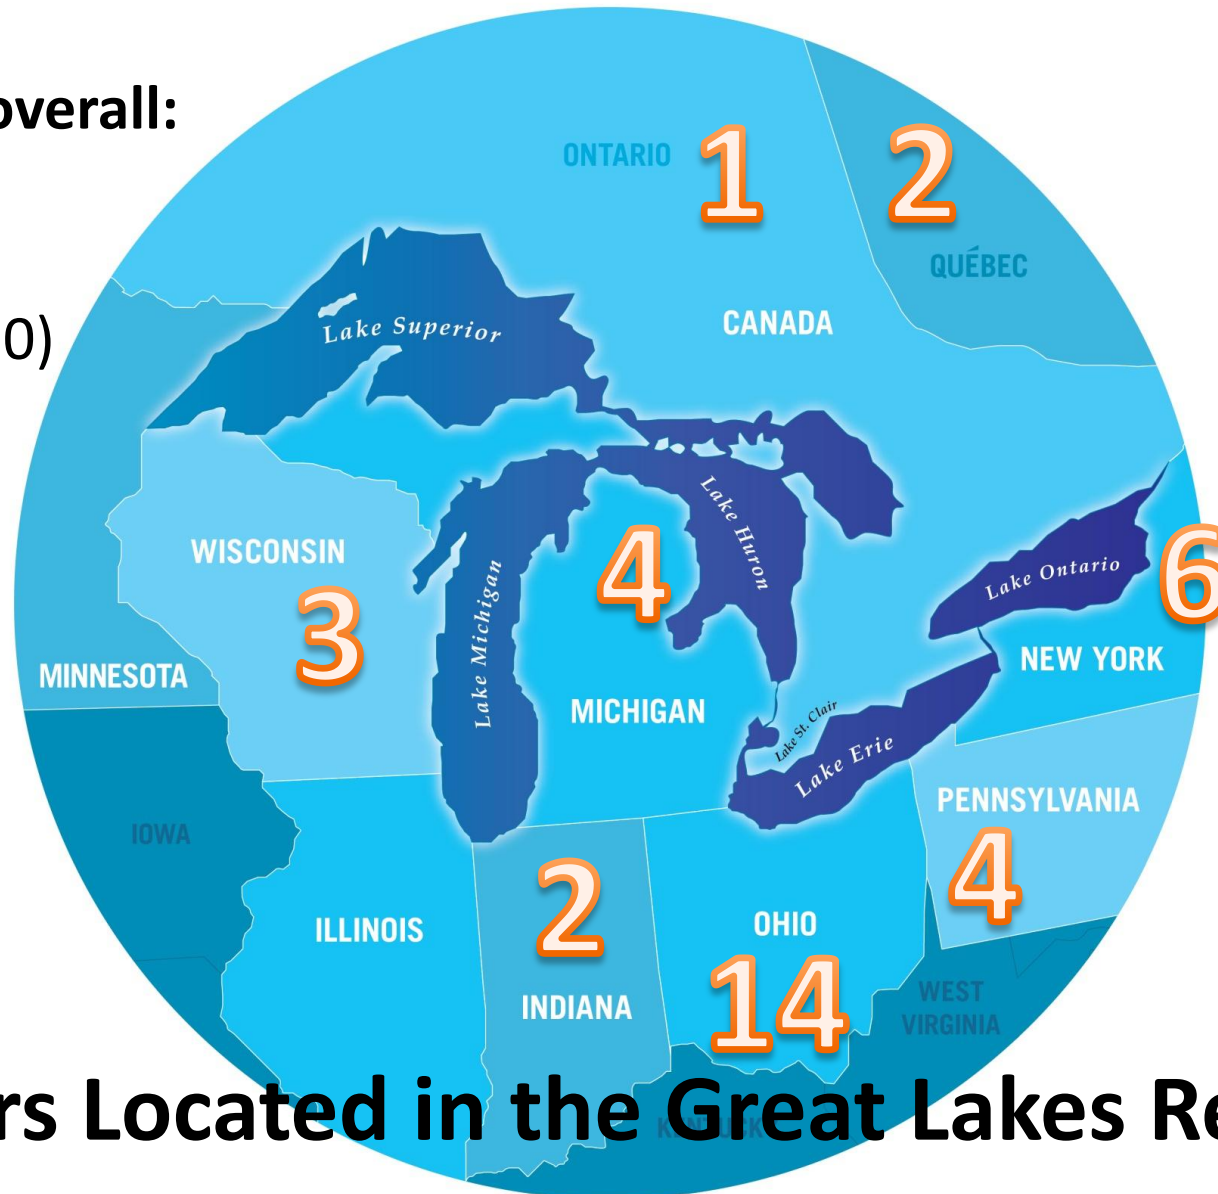 overall:
ONTARIO 1
2
QUÉBEC
0)
CANADA
Lake Superior
Lake Huron
WISCONSIN
3
4
Lake Michigan
Lake Ontario
6
MINNESOTA
NEW YORK
MICHIGAN
Lake St. Clair
Lake Erie
PENNSYLVANIA
4
IOWA
ILLINOIS
2
INDIANA
OHIO
14
WEST
VIRGINIA
rs Located in the Great Lakes Re